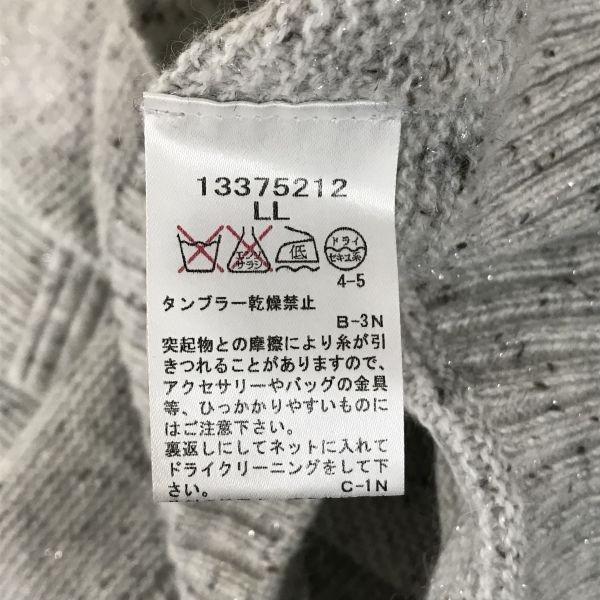 13375212
LL
エンソ
サラシ
低
ドライ
セキユ系
4-5
タンブラー乾燥禁止
B-3N
突起物との摩擦により糸が引
きつれることがありますので、
アクセサリーやバッグの金具
等、ひっかかりやすいものに
はご注意下さい。
裏返しにしてネットに入れて
ドライクリーニングをして下
さい。
C-1N